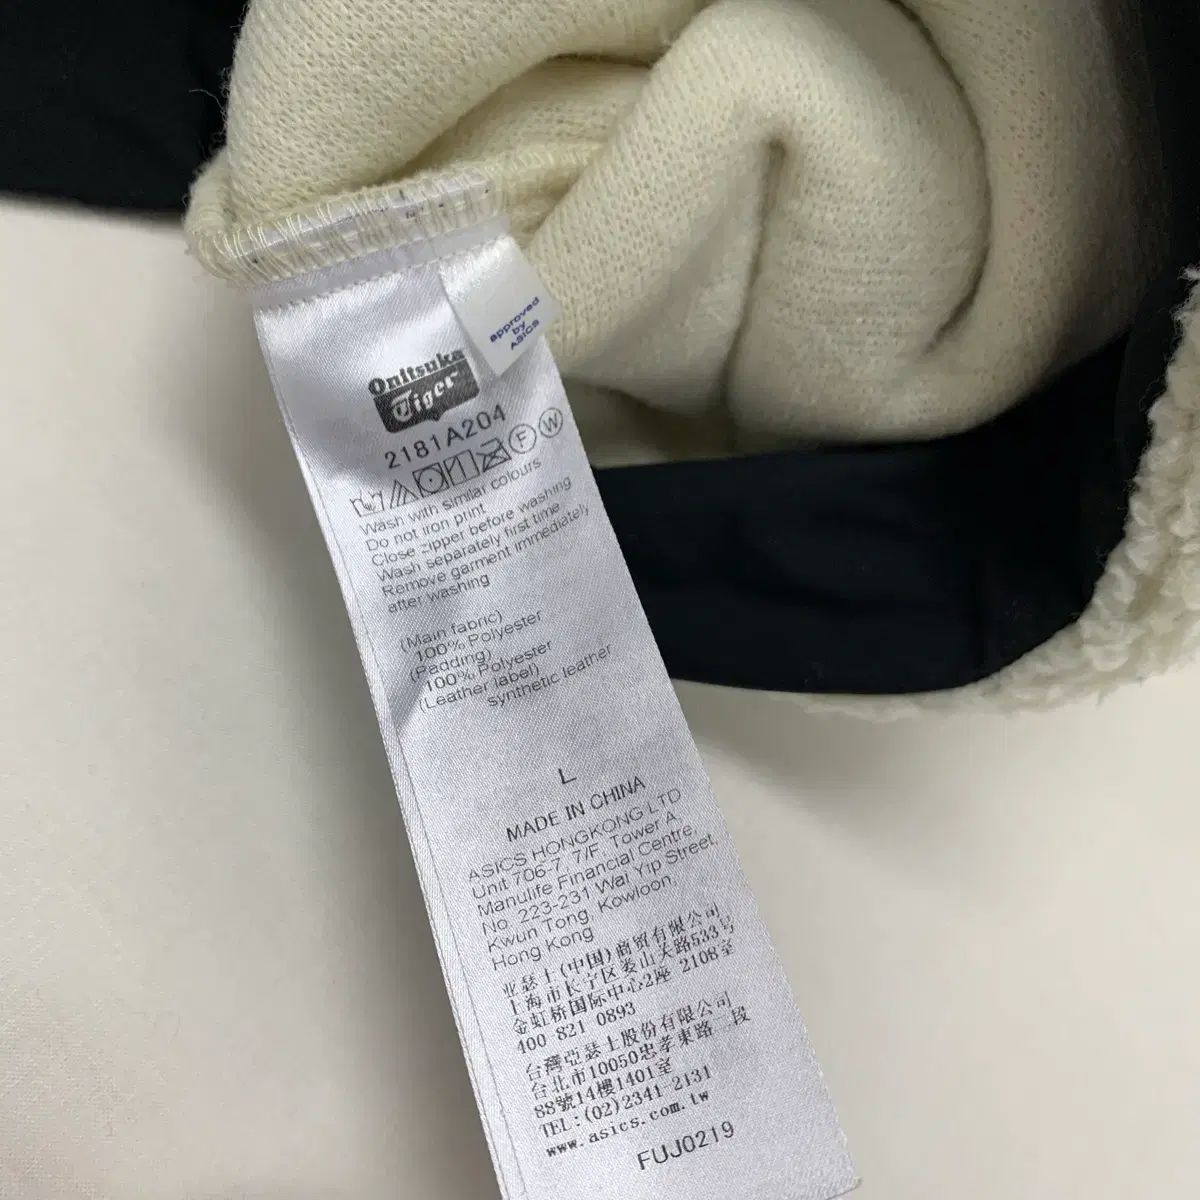 approved
by
ASICS
Onitsuka
Tiger
2181A204
F W
Wash with similar colours
Do not iron print
Close zipper before washing
Wash separately first time
Remove garment immediately
after washing
(Main fabric)
100% Polyester
(Padding)
100% Polyester
(Leather label)
synthetic leather
L
MADE IN CHINA
ASICS HONGKONG LTD
Unit 706-7, 7/F, Tower A,
Manulife Financial Centre,
No. 223-231 Wai Yip Street,
Kwun Tong Kowloon,
Hong Kong
亚瑟士(中国)商贸有限公司
上海市长宁区娄山关路533号
金虹桥国际中心2座 2108室
400 821 0893
台灣亞瑟士股份有限公司
台北市10050忠孝東路二段
88號14樓1401室
TEL:(02)2341 2131
www.asics.com.tw
FUJ0219